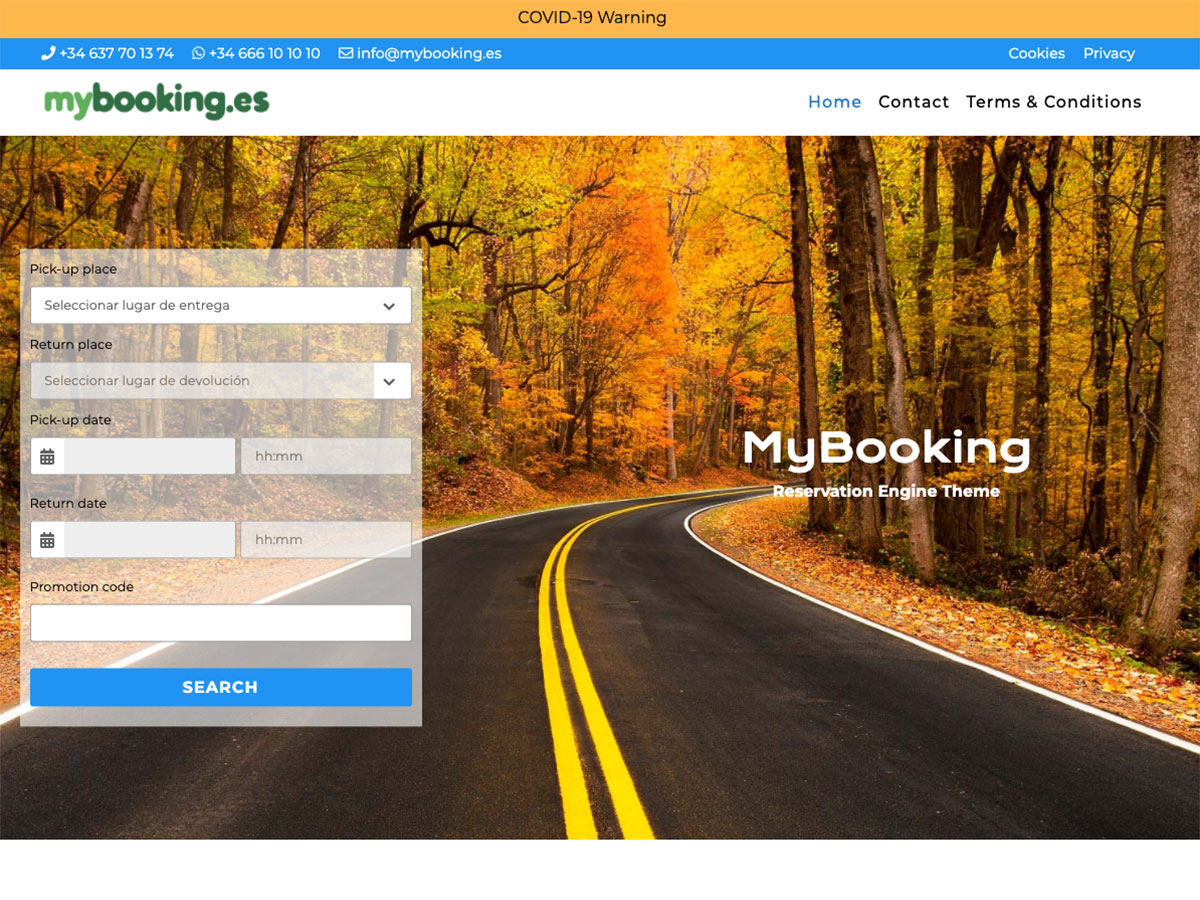 COVID-19 Warning
+34 637 70 13 74 +34 666 10 10 10 info@mybooking.es Cookies Privacy
mybooking.es Home Contact Terms & Conditions
Pick-up place
Seleccionar lugar de entrega
Return place
Seleccionar lugar de devolución
Pick-up date
hh:mm
Return date
hh:mm
Promotion code
SEARCH
MyBooking
Reservation Engine Theme